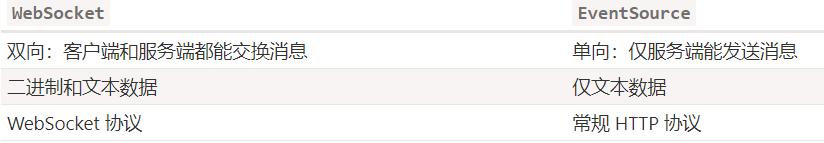 WebSocket EventSource
双向：客户端和服务端都能交换消息 单向：仅服务端能发送消息
二进制和文本数据 仅文本数据
WebSocket 协议 常规 HTTP 协议